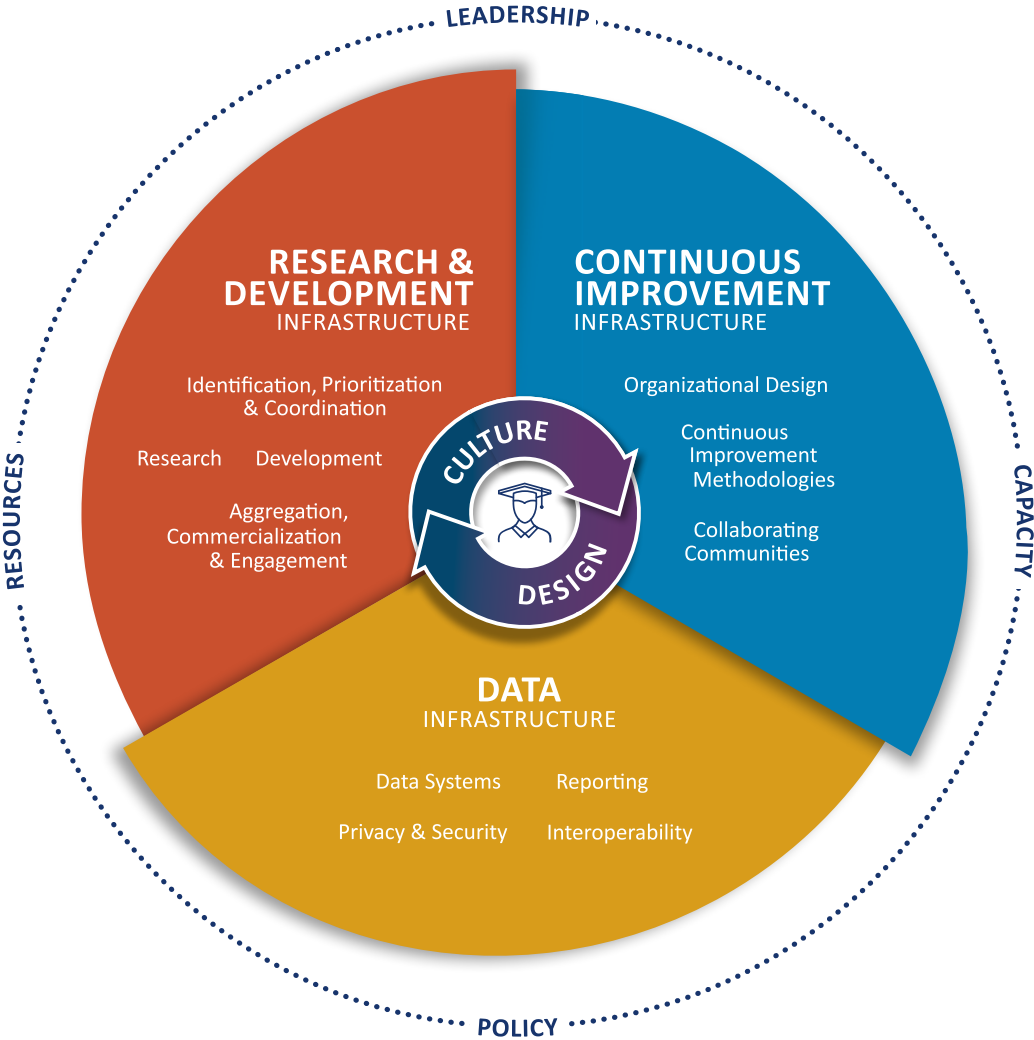 LEADERSHIP
RESEARCH &
DEVELOPMENT
INFRASTRUCTURE
Identification, Prioritization
& Coordination
Research Development
Aggregation,
Commercialization
& Engagement
CONTINUOUS
IMPROVEMENT
INFRASTRUCTURE
Organizational Design
Continuous
Improvement
Methodologies
Collaborating
Communities
CULTURE
DESIGN
RESOURCES
CAPACITY
DATA
INFRASTRUCTURE
Data Systems Reporting
Privacy & Security Interoperability
POLICY